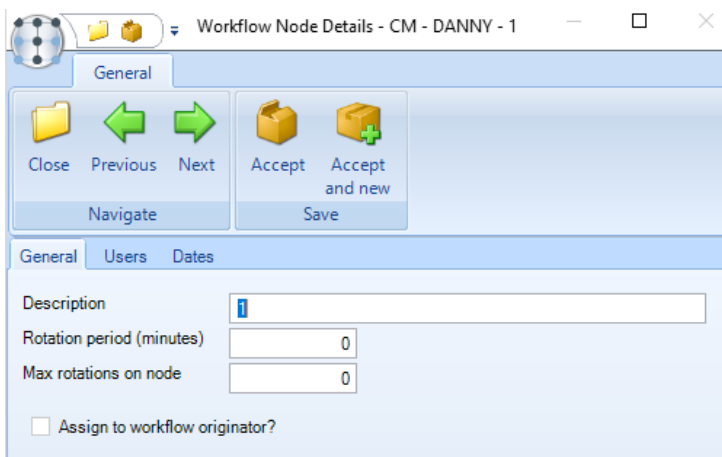 Workflow Node Details - CM - DANNY - 1
General
Close Previous Next Accept Accept and new
Navigate Save
General Users Dates
Description 1
Rotation period (minutes) 0
Max rotations on node 0
Assign to workflow originator?